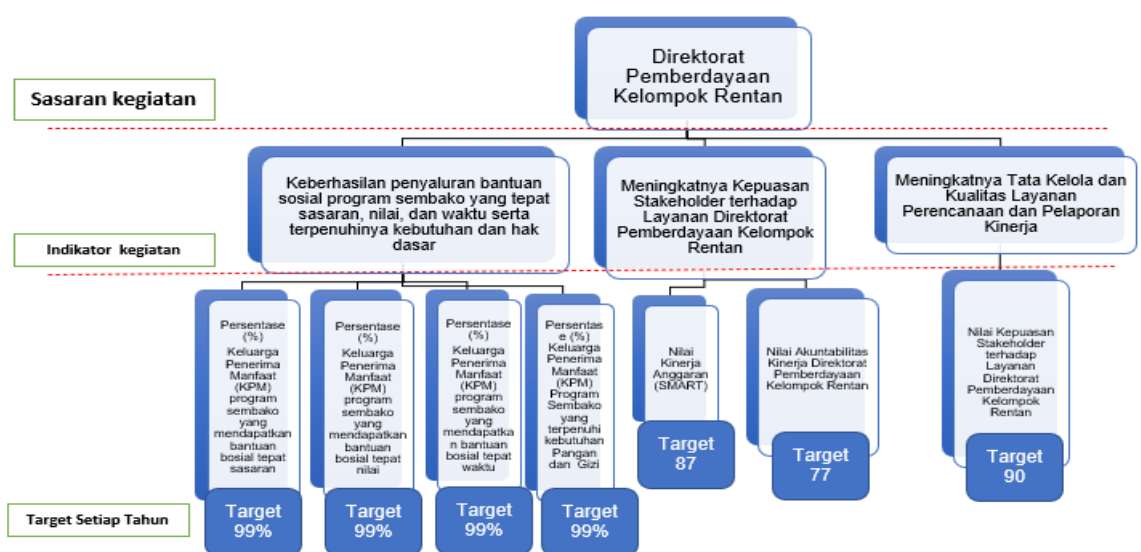 Direktorat
Pemberdayaan
Kelompok Rentan
Sasaran kegiatan
Keberhasilan penyaluran bantuan
sosial program sembako yang tepat
sasaran, nilai, dan waktu serta
terpenuhinya kebutuhan dan hak
dasar
Meningkatnya Kepuasan
Stakeholder terhadap
Layanan Direktorat
Pemberdayaan Kelompok
Rentan
Meningkatnya Tata Kelola dan
Kualitas Layanan
Perencanaan dan Pelaporan
Kinerja
Indikator kegiatan
Persentase
(%)
Keluarga
Penerima
Manfaat
(KPM)
program
sembako
yang
mendapatkan
bantuan
bosial tepat
sasaran
Persentase
(%)
Keluarga
Penerima
Manfaat
(KPM)
program
sembako
yang
mendapatkan
bantuan
bosial tepat
nilai
Persentase
(%)
Keluarga
Penerima
Manfaat
(KPM)
program
sembako
yang
mendapatka
n bantuan
bosial tepat
waktu
Persentas
e (%)
Keluarga
Penerima
Manfaat
(KPM)
Program
Sembako
yang
terpenuhi
kebutuhan
Pangan
dan Gizi
Nilai
Kinerja
Anggaran
(SMART)
Nilai Akuntabilitas
Kinerja Direktorat
Pemberdayaan
Kelompok Rentan
Nilai Kepuasan
Stakeholder
terhadap
Layanan
Direktorat
Pemberdayaan
Kelompok
Rentan
Target
87
Target
77
Target
90
Target Setiap Tahun
Target
99%
Target
99%
Target
99%
Target
99%